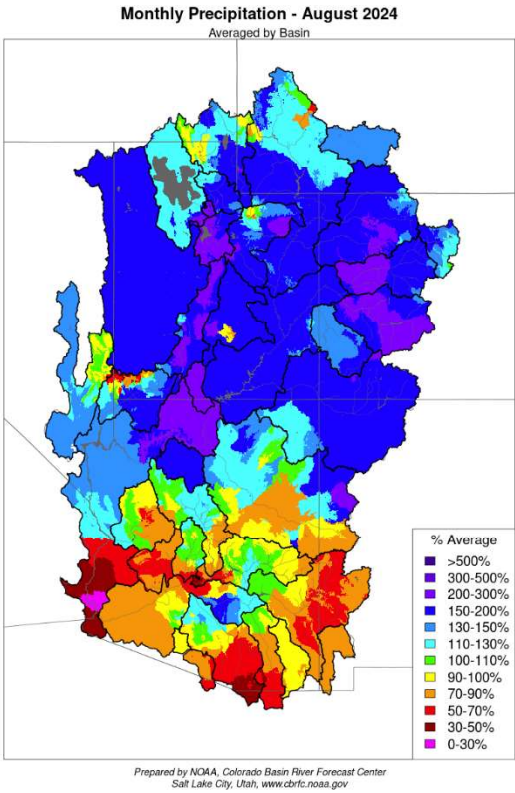 Monthly Precipitation - August 2024
Averaged by Basin
% Average
>500%
300-500%
200-300%
150-200%
130-150%
110-130%
100-110%
90-100%
70-90%
50-70%
30-50%
0-30%
Prepared by NOAA, Colorado Basin River Forecast Center
Salt Lake City, Utah, www.cbrfc.noaa.gov